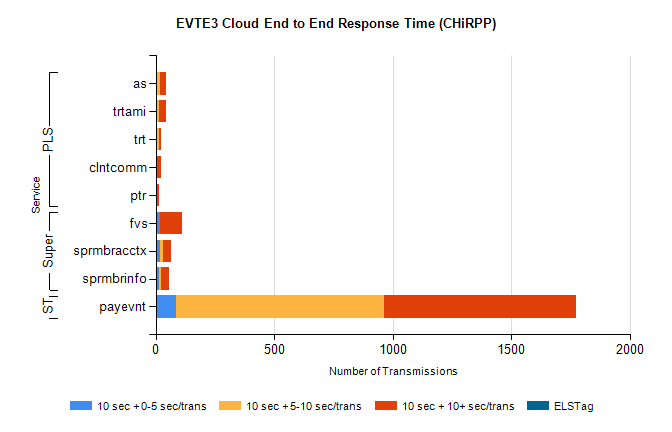 EVTE3 Cloud End to End Response Time (CHiRPP)
Service
PLS
as
trtami
trt
clntcomm
ptr
Super
fvs
sprmbracctx
sprmbrinfo
STI
payevnt
0 500 1000 1500 2000
Number of Transmissions
10 sec +0-5 sec/trans 10 sec +5-10 sec/trans 10 sec + 10+ sec/trans ELSTag